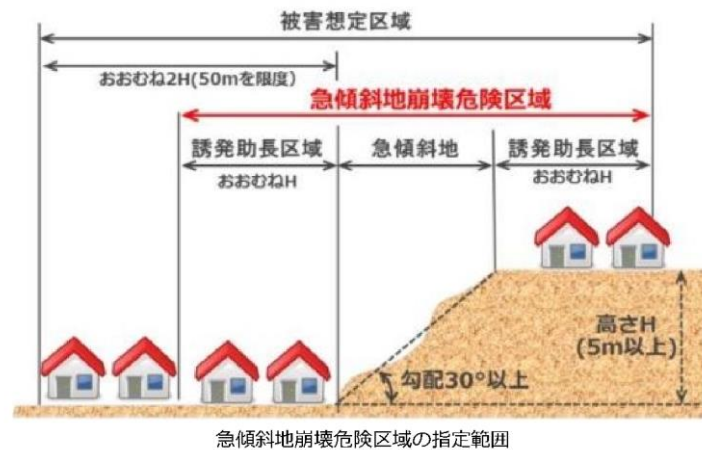 被害想定区域
おおむね2H(50mを限度)
急傾斜地崩壊危険区域
誘発助長区域
おおむねH
急傾斜地
誘発助長区域
おおむねH
高さH
(5m以上)
勾配30°以上
急傾斜地崩壊危険区域の指定範囲